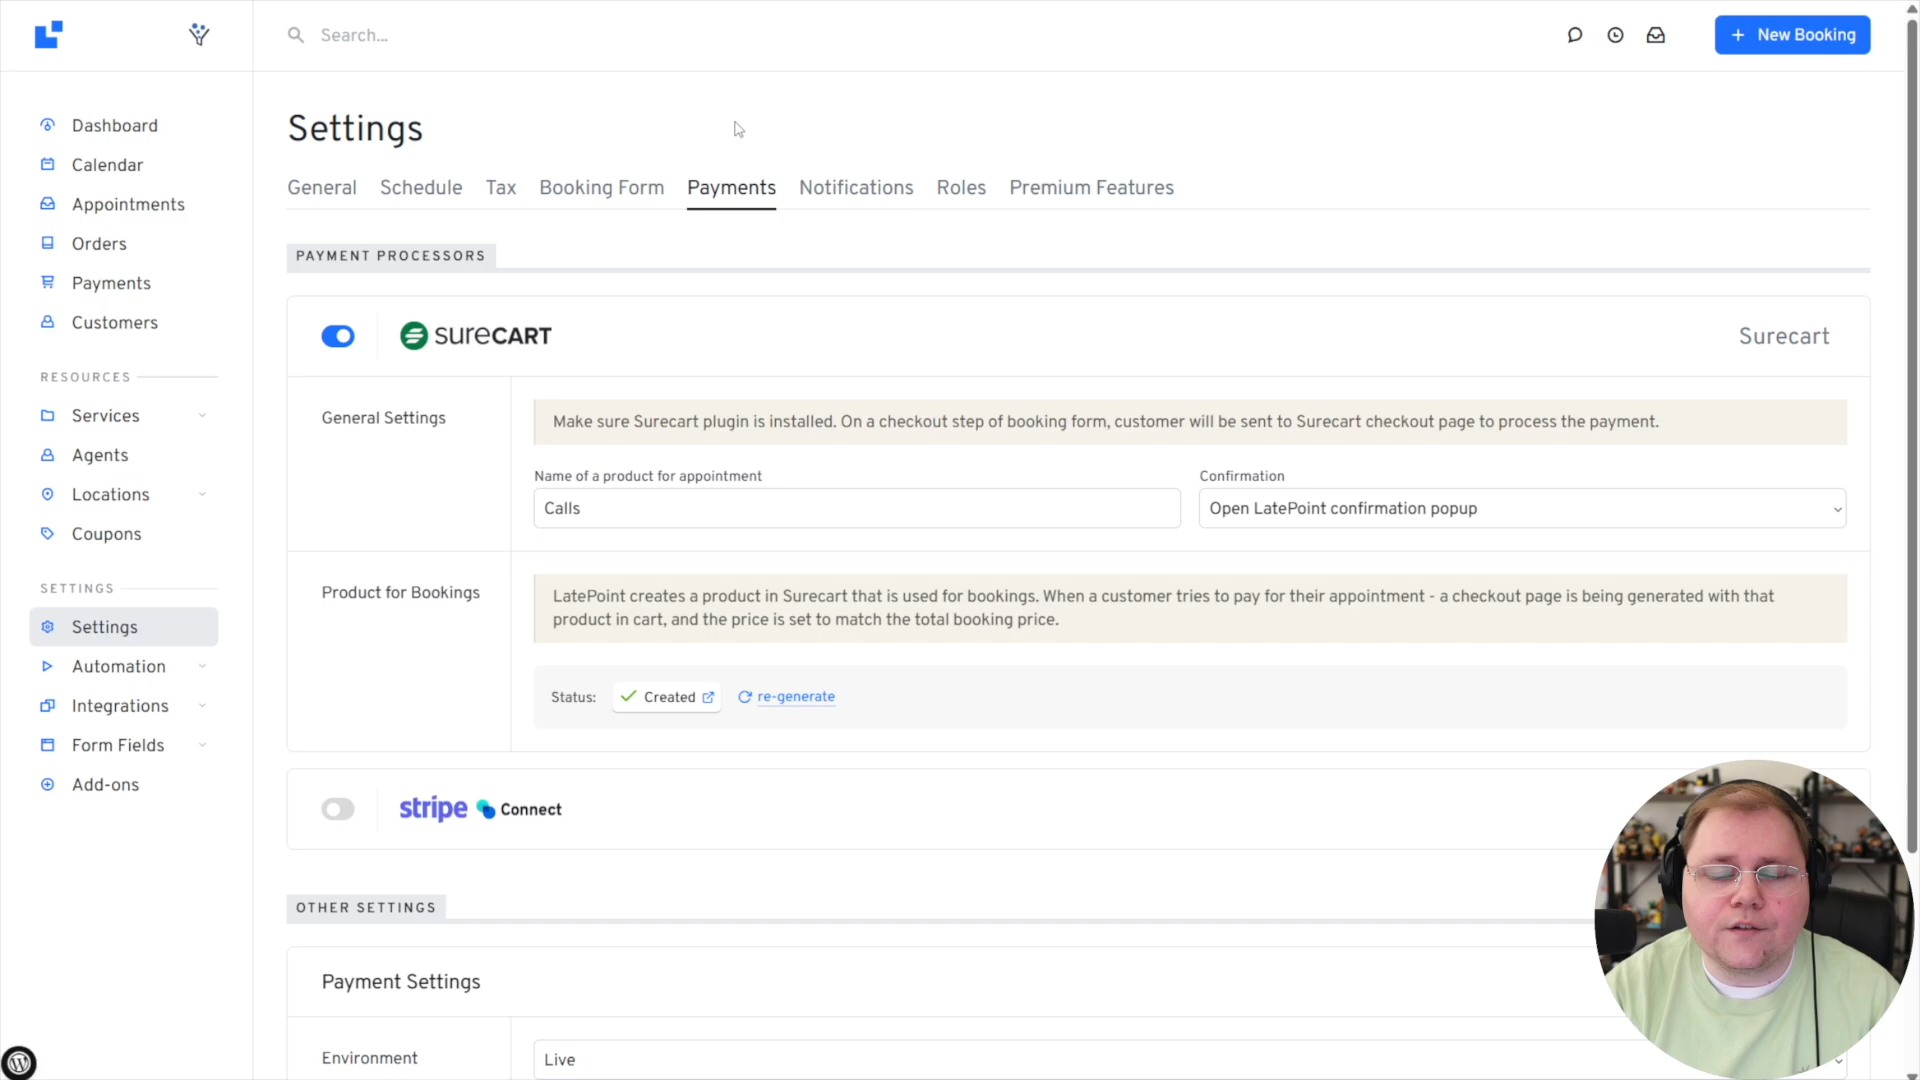 Search...
+ New Booking
Dashboard
Calendar
Appointments
Orders
Payments
Customers
RESOURCES
Services
Agents
Locations
Coupons
SETTINGS
Settings
Automation
Integrations
Form Fields
Add-ons
Settings
General Schedule Tax Booking Form Payments Notifications Roles Premium Features
PAYMENT PROCESSORS
SURECART
Surecart
General Settings
Make sure Surecart plugin is installed. On a checkout step of booking form, customer will be sent to Surecart checkout page to process the payment.
Name of a product for appointment
Calls
Confirmation
Open LatePoint confirmation popup
Product for Bookings
LatePoint creates a product in Surecart that is used for bookings. When a customer tries to pay for their appointment - a checkout page is being generated with that
product in cart, and the price is set to match the total booking price.
Status: Created re-generate
stripe Connect
OTHER SETTINGS
Payment Settings
Environment
Live